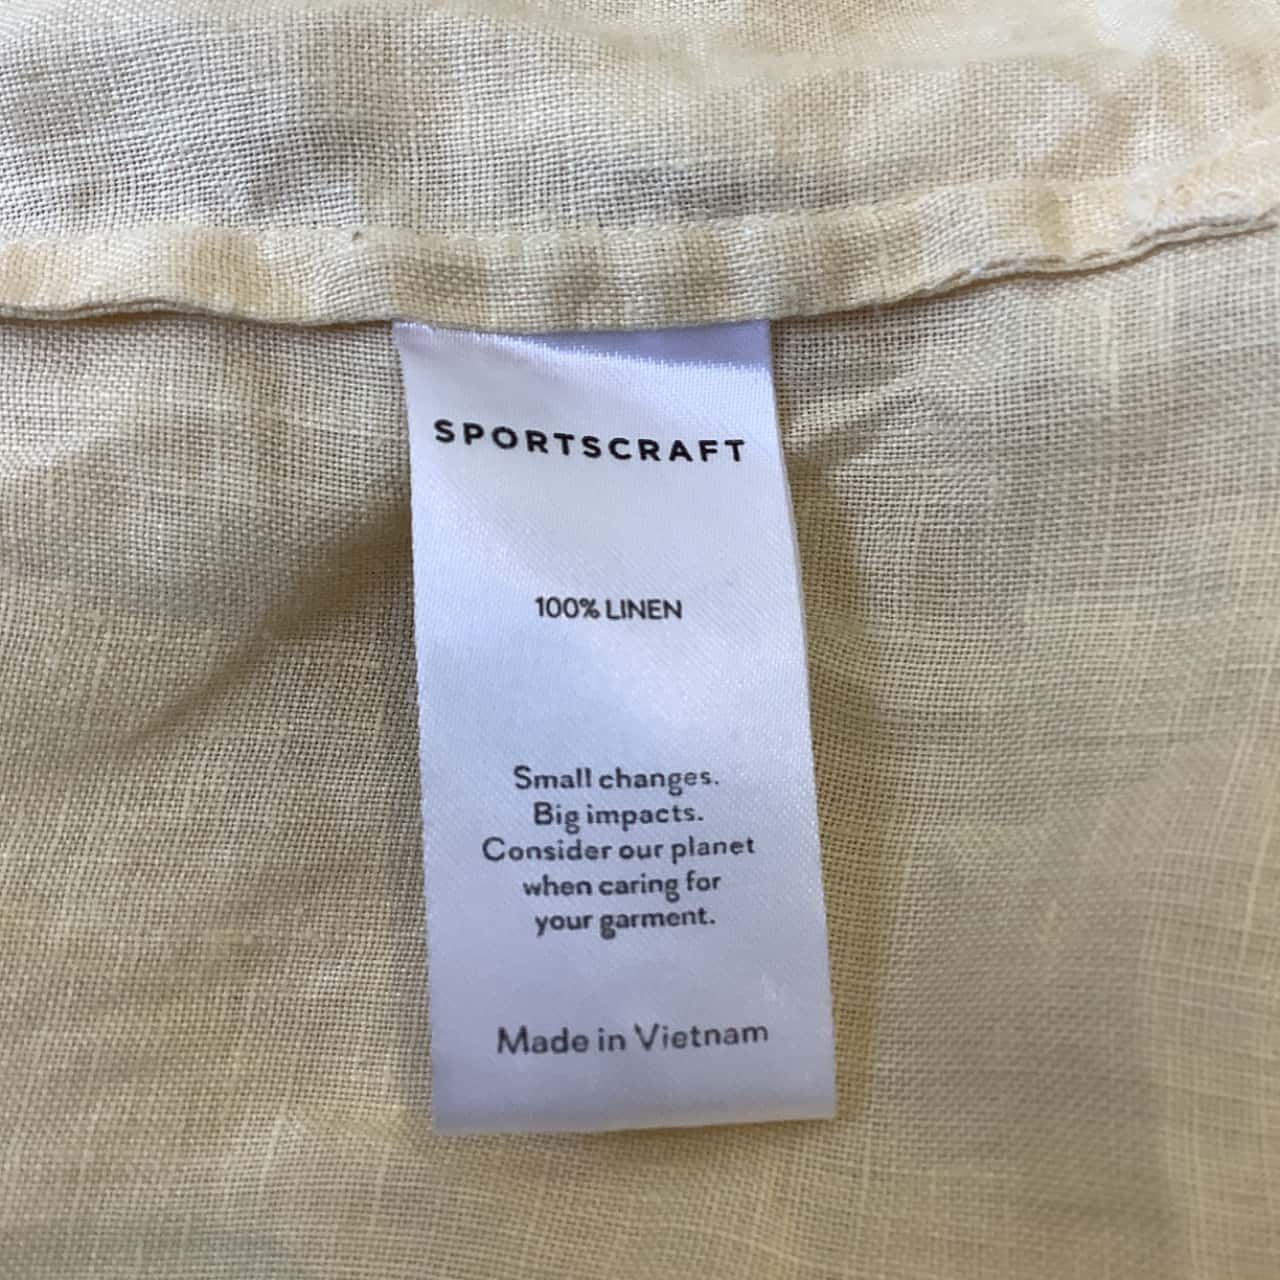 SPORTSCRAFT
100% LINEN
Small changes.
Big impacts.
Consider our planet
when caring for
your garment.
Made in Vietnam